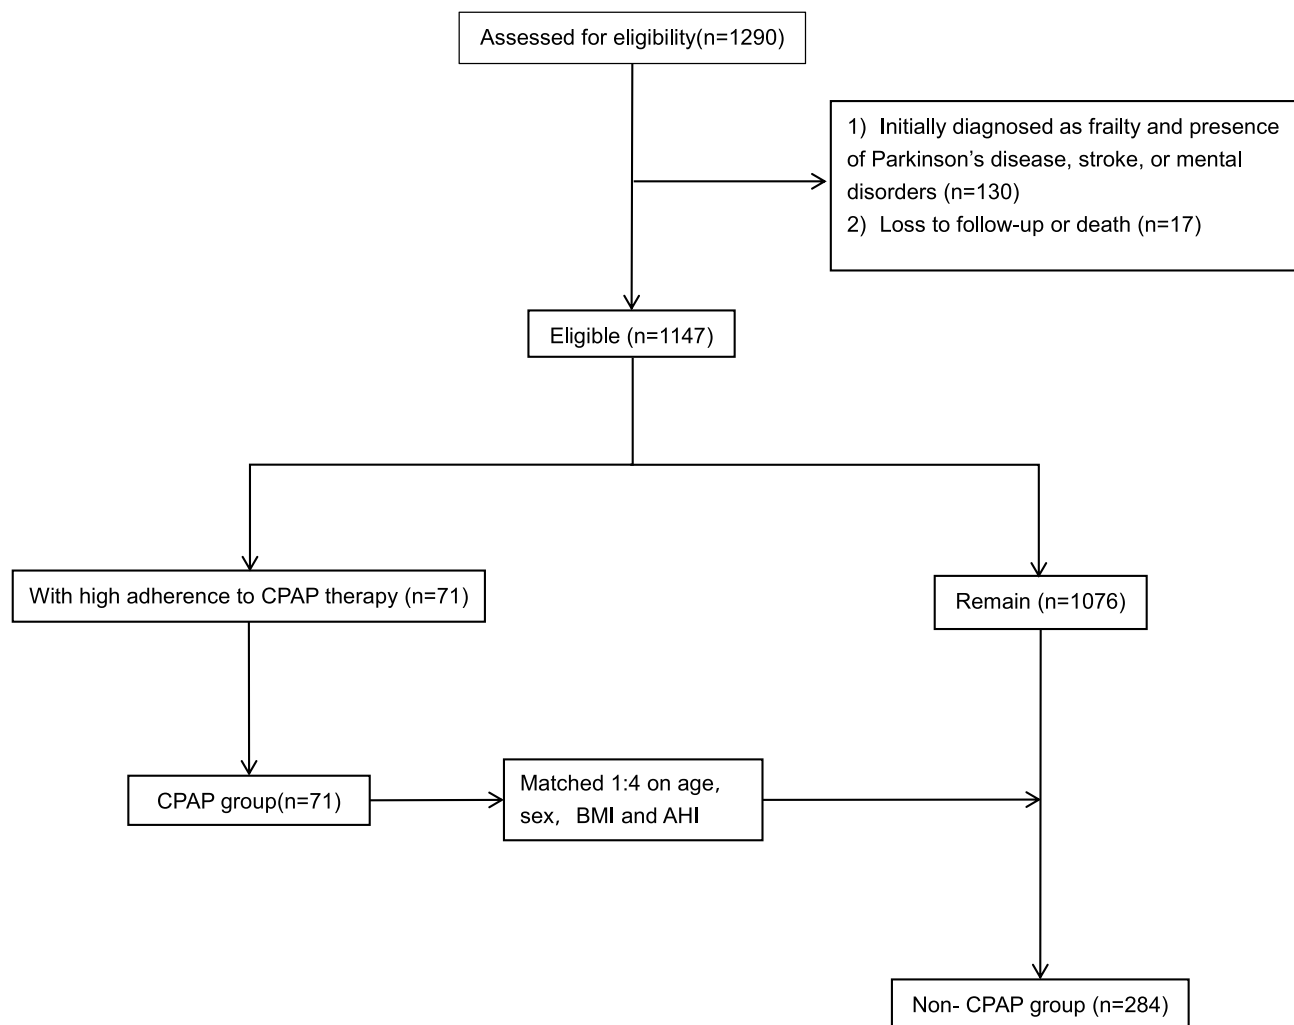 Assessed for eligibility(n=1290)
1) Initially diagnosed as frailty and presence
of Parkinson’s disease, stroke, or mental
disorders (n=130)
2) Loss to follow-up or death (n=17)
Eligible (n=1147)
With high adherence to CPAP therapy (n=71)
Remain (n=1076)
CPAP group(n=71)
Matched 1:4 on age,
sex, BMI and AHI
Non- CPAP group (n=284)